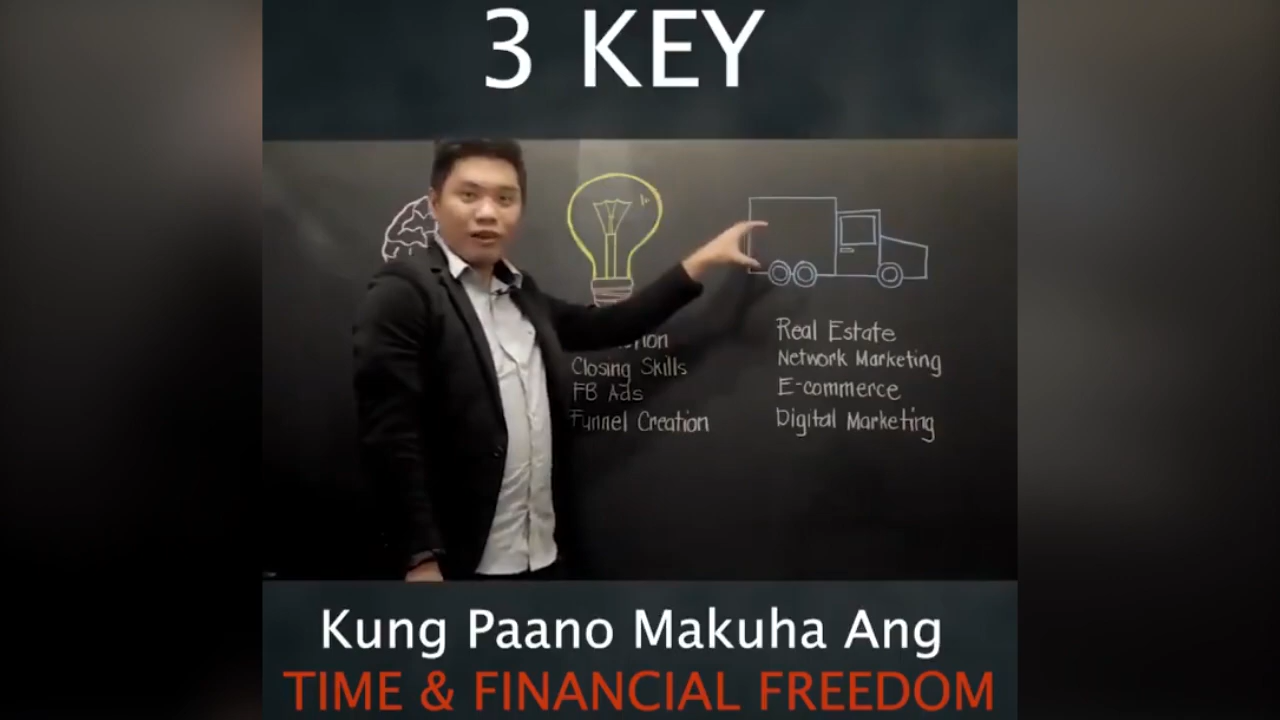 3 KEY
Closing Skills
FB Ads
Funnel Creation
Real Estate
Network Marketing
E-commerce
Digital Marketing
Kung Paano Makuha Ang
TIME & FINANCIAL FREEDOM